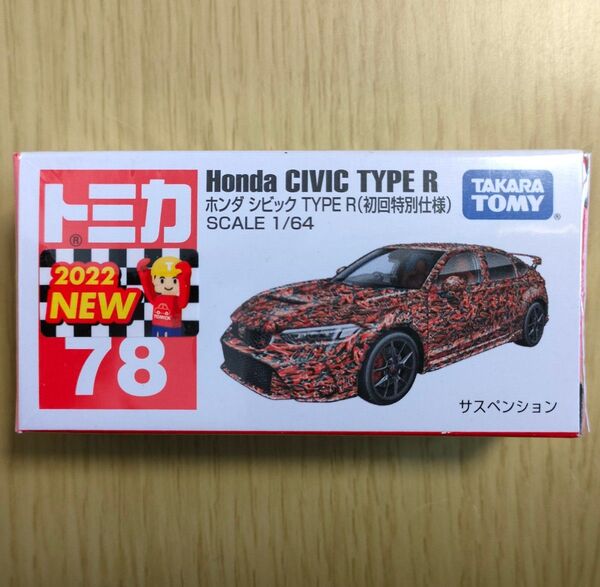 トミカ
®
2022
NEW
78
Honda CIVIC TYPE R
ホンダ シビック TYPE R(初回特別仕様)
SCALE 1/64
TAKARA
TOMY
®
サスペンション